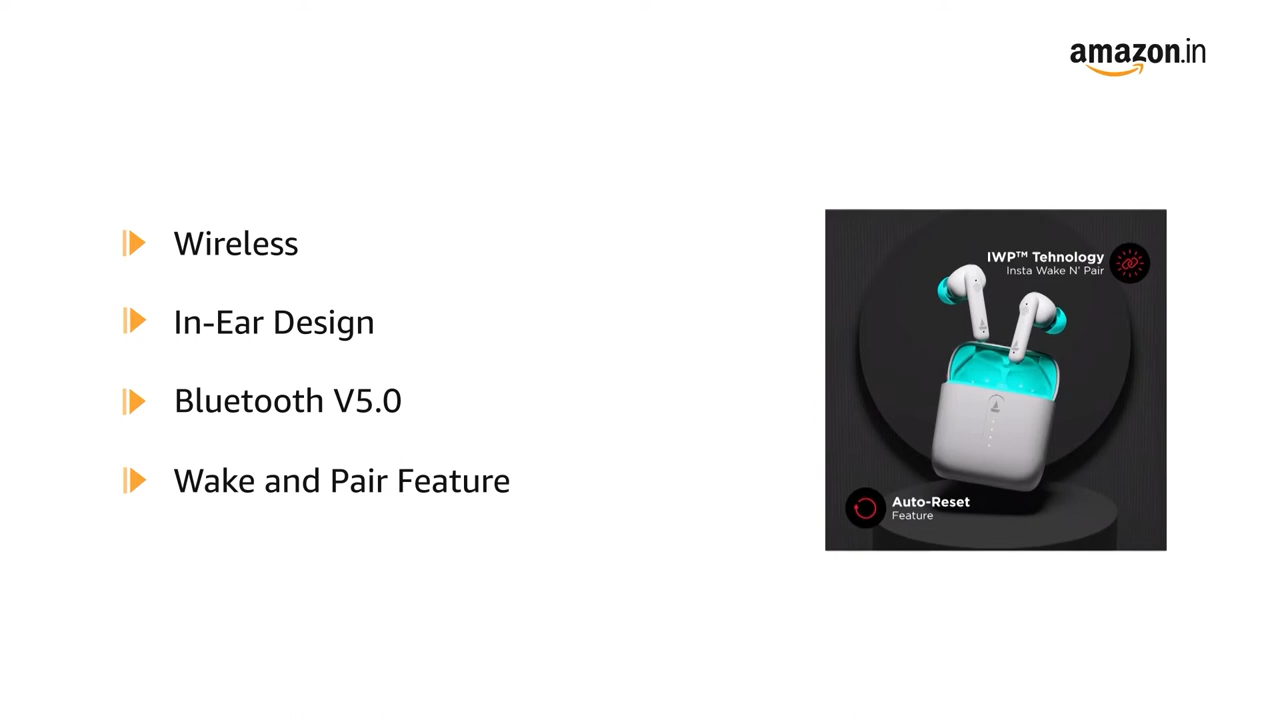 amazon.in
Wireless
In-Ear Design
Bluetooth V5.0
Wake and Pair Feature
IWP™ Tehnology
Insta Wake N' Pair
Auto-Reset
Feature